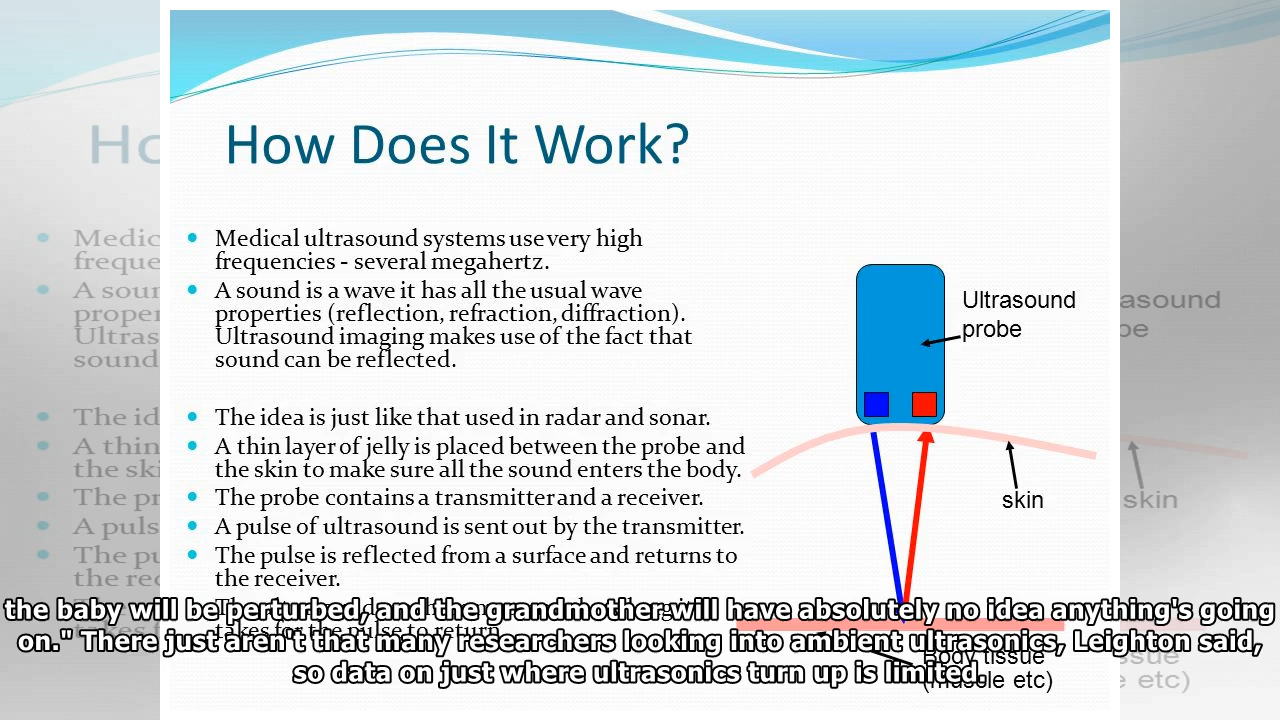 How Does It Work?
Medical ultrasound systems use very high
frequencies - several megahertz.
A sound is a wave it has all the usual wave
properties (reflection, refraction, diffraction).
Ultrasound imaging makes use of the fact that
sound can be reflected.
The idea is just like that used in radar and sonar.
A thin layer of jelly is placed between the probe and
the skin to make sure all the sound enters the body.
The probe contains a transmitter and a receiver.
A pulse of ultrasound is sent out by the transmitter.
The pulse is reflected from a surface and returns to
the receiver.
takes for the pulse to return
Ultrasound
probe
skin
Body tissue
(muscle etc)
the baby will be perturbed, and the grandmother will have absolutely no idea anything's going
on." There just aren't that many researchers looking into ambient ultrasonics, Leighton said,
so data on just where ultrasonics turn up is limited.